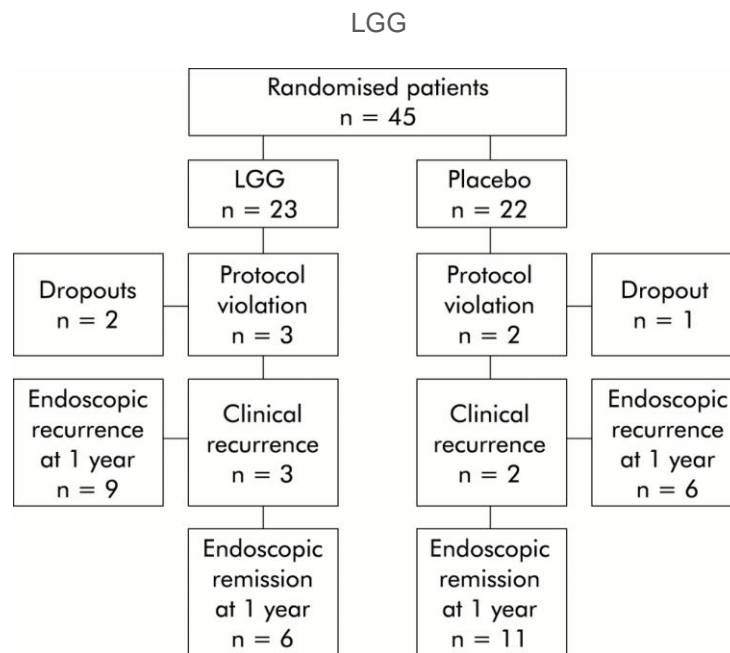 LGG
Randomised patients
n = 45
LGG
n = 23
Placebo
n = 22
Dropouts
n = 2
Protocol
violation
n = 3
Protocol
violation
n = 2
Dropout
n = 1
Endoscopic
recurrence
at 1 year
n = 9
Clinical
recurrence
n = 3
Clinical
recurrence
n = 2
Endoscopic
recurrence
at 1 year
n = 6
Endoscopic
remission
at 1 year
n = 6
Endoscopic
remission
at 1 year
n = 11